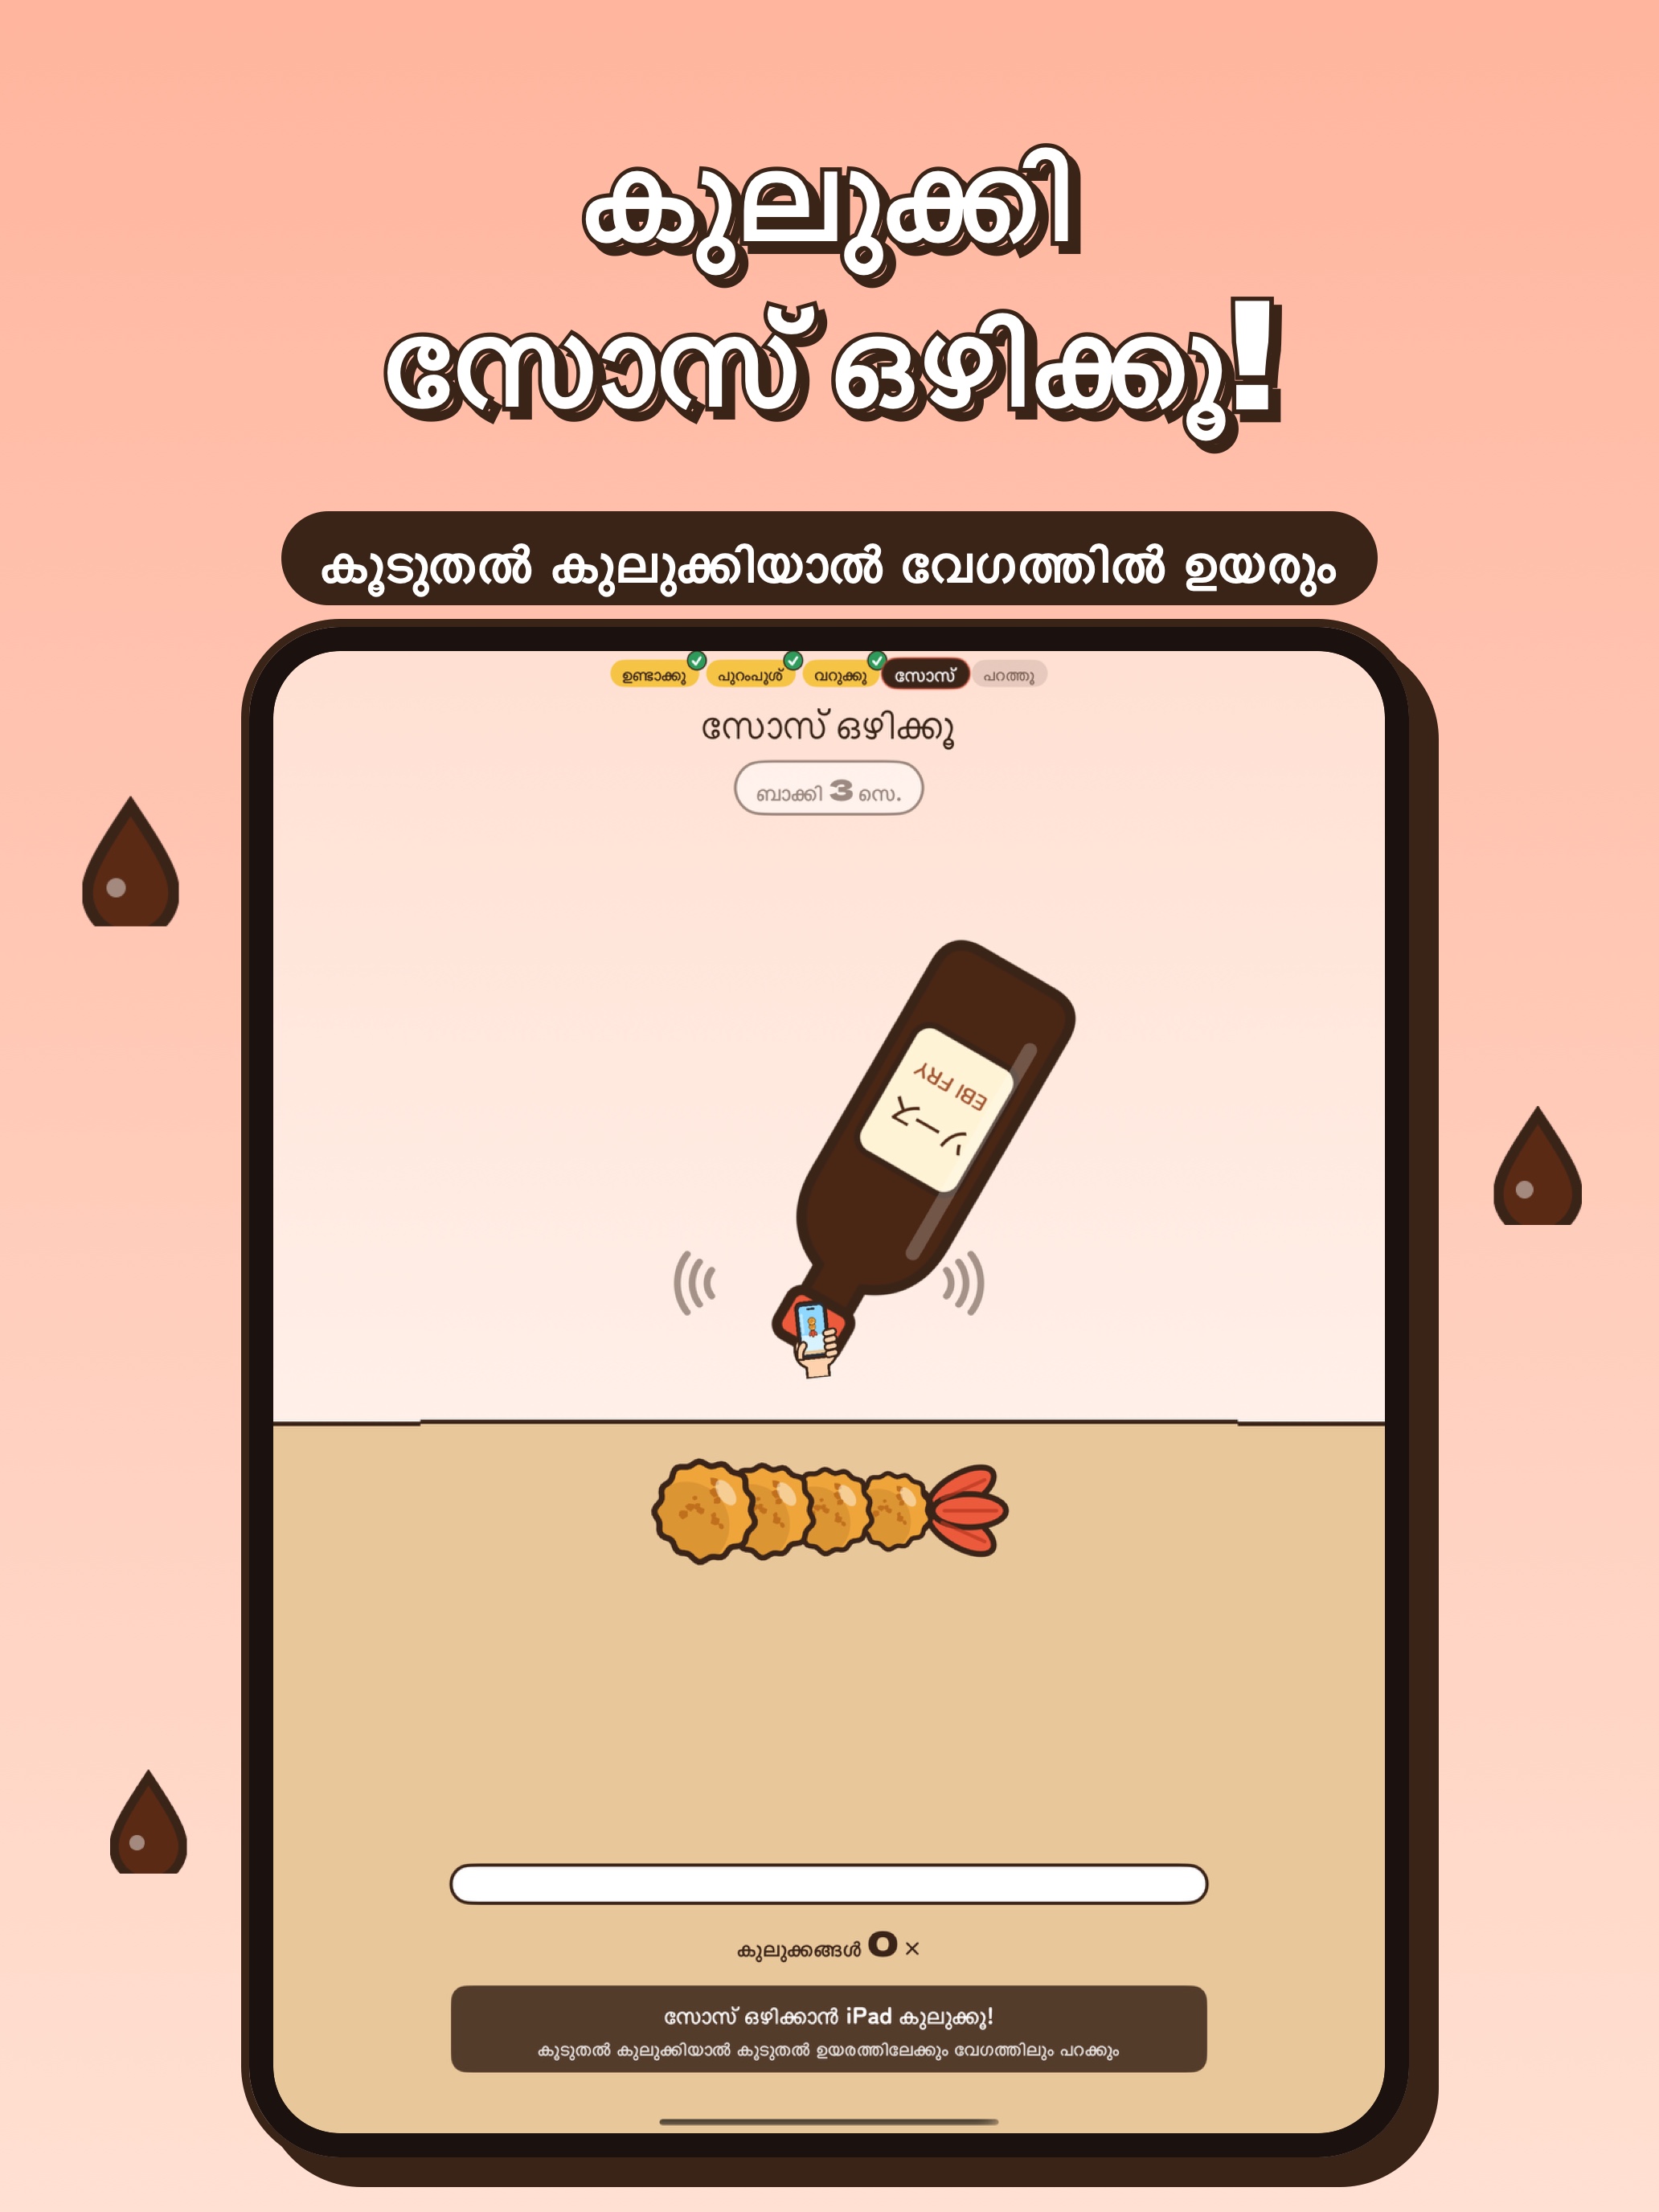 കുലുക്കി
സോസ് ഒഴിക്കൂ!
കൂടുതൽ കുലുക്കിയാൽ വേഗത്തിൽ ഉയരും
ഉണ്ടാക്കൂ പുറംപൂശ് വറുക്കൂ സോസ് പറത്തൂ
സോസ് ഒഴിക്കൂ
ബാക്കി 3 സെ.
ソース
EBI FRY
കുലുക്കങ്ങൾ 0 ×
സോസ് ഒഴിക്കാൻ iPad കുലുക്കൂ!
കൂടുതൽ കുലുക്കിയാൽ കൂടുതൽ ഉയരത്തിലേക്കും വേഗത്തിലും പറക്കും